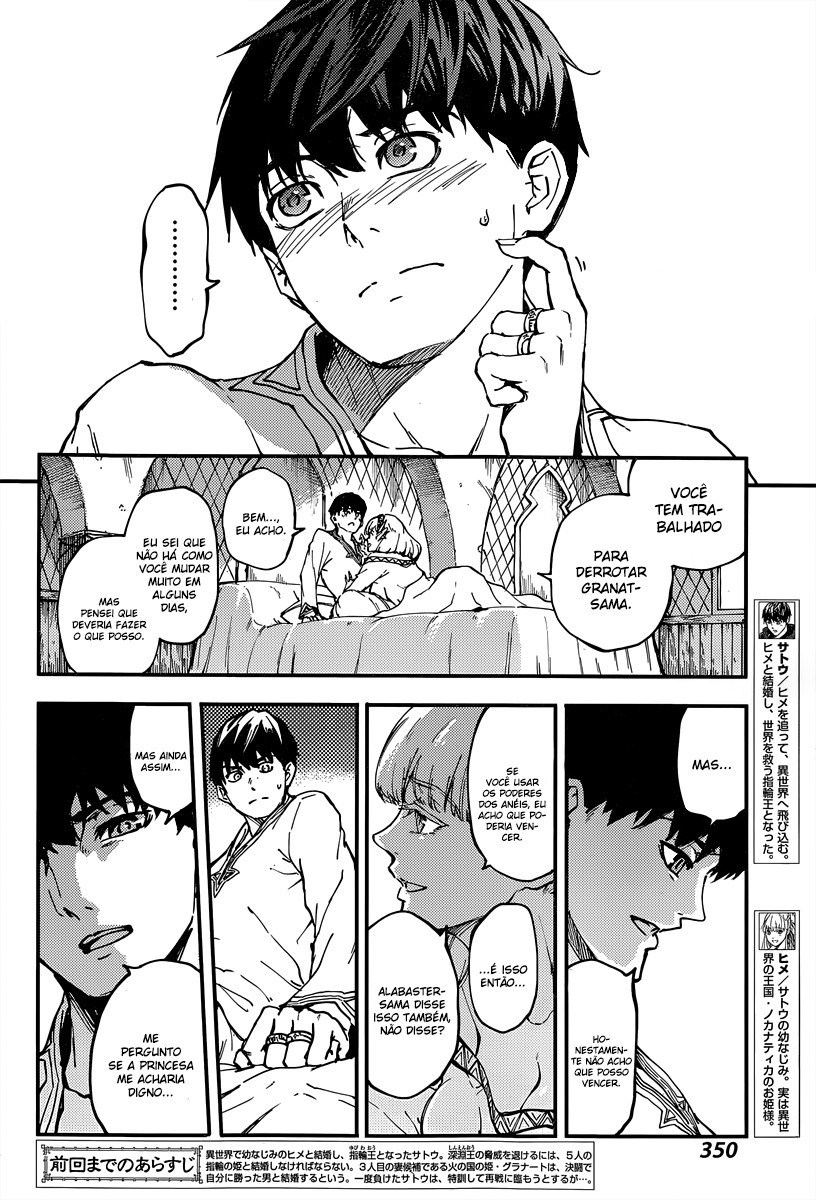 .........
VOCÊ
TEM TRA-
BALHADO
PARA
DERROTAR
GRANAT-
SAMA.
BEM...,
EU ACHO.
EU SEI QUE
NÃO HÁ COMO
VOCÊ MUDAR
MUITO EM
ALGUNS
DIAS,
MAS
PENSEI QUE
DEVERIA FAZER
O QUE POSSO.
MAS...
HO-
NESTAMEN-
TE NÃO ACHO
QUE POSSO
VENCER.
SE
VOCÊ USAR
OS PODERES
DOS ANÉIS, EU
ACHO QUE PO-
DERIA VEN-
CER.
...É ISSO
ENTÃO...
ALABASTER-
SAMA DISSE
ISSO TAMBÉM,
NÃO DISSE?
MAS AINDA
ASSIM...
ME
PERGUNTO
SE A PRINCESA
ME ACHARIA
DIGNO...
サトウ/ヒメを追って、異世界へ飛び込む。
ヒメと結婚し、世界を救う指輪王となった。
ヒメ/サトウの幼なじみ。実は異世
界の王国・ノカナティカのお姫様。
350
前回までのあらすじ
異世界で幼なじみのヒメと結婚し、指輪王となったサトウ。深淵王の脅威を退けるには、5人の
指輪の姫と結婚しなければならない。3人目の妻候補である火の国の姫・グラナートは、決闘で
自分に勝った男と結婚するという。一度負けたサトウは、特訓して再戦に臨もうとするが…。